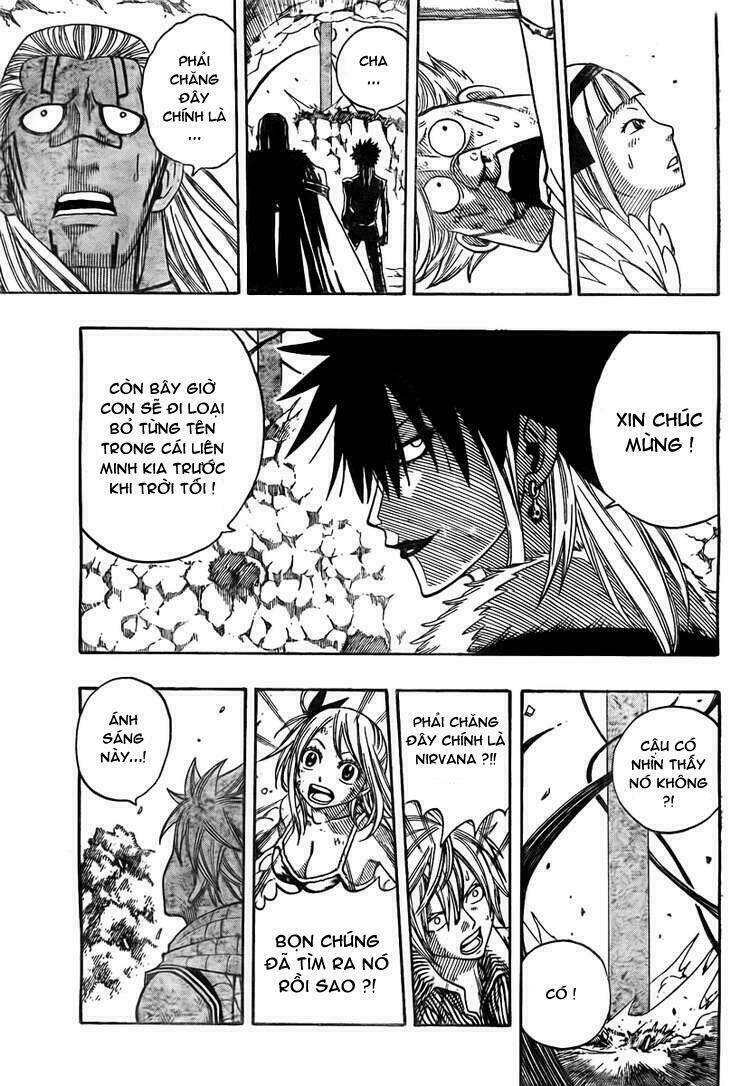 CHA
...
PHẢI
CHĂNG
ĐÂY
CHÍNH LÀ
...
XIN CHÚC
MỪNG !
CÒN BÂY GIỜ
CON SẼ ĐI LOẠI
BỎ TỪNG TÊN
TRONG CÁI LIÊN
MINH KIA TRƯỚC
KHI TRỜI TỐI !
CẬU CÓ
NHÌN THẤY
NÓ KHÔNG
?!
CÓ !
PHẢI CHĂNG
ĐÂY CHÍNH LÀ
NIRVANA ?!!
BỌN CHÚNG
ĐÃ TÌM RA NÓ
RỒI SAO ?!
ÁNH
SÁNG
NÀY...!